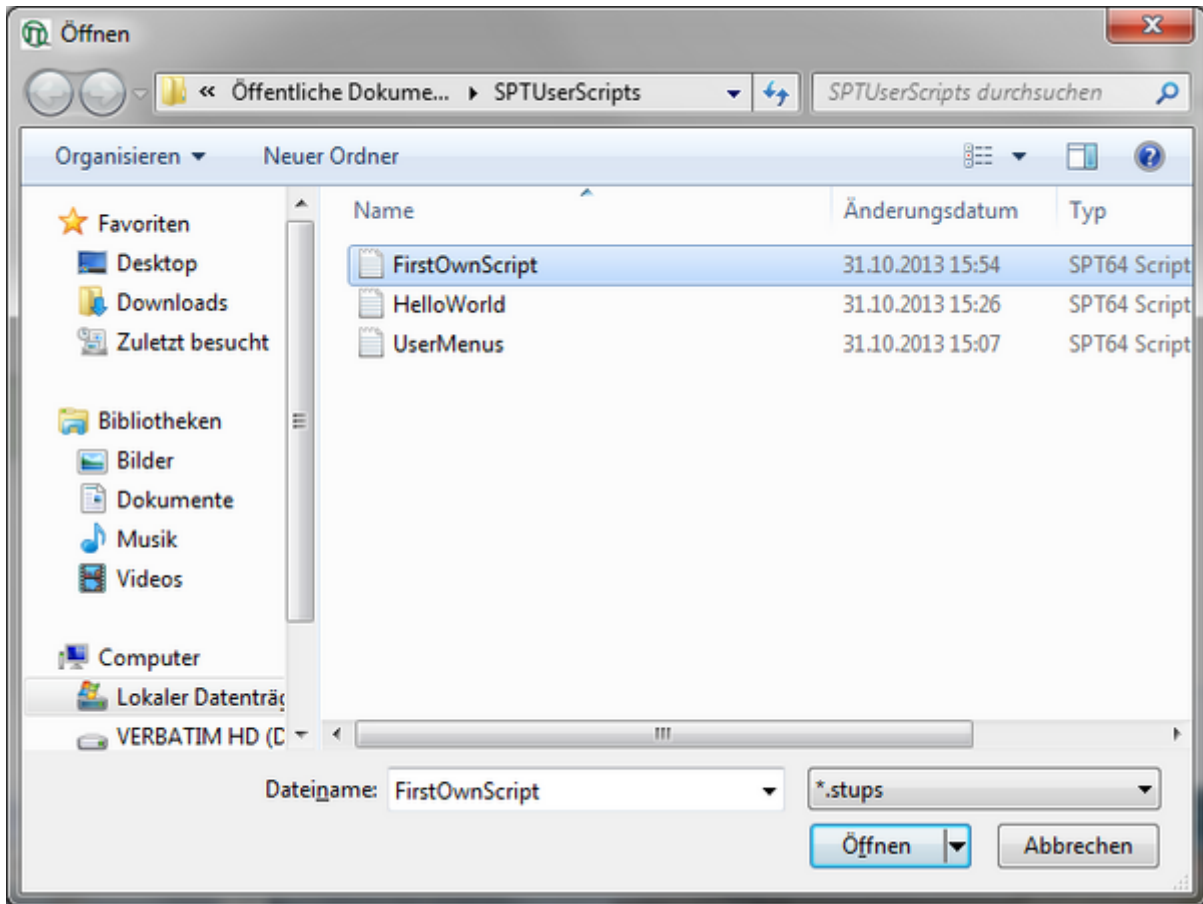 Öffnen
« Öffentliche Dokume... ▸ SPTUserScripts
SPTUserScripts durchsuchen
Organisieren
Neuer Ordner
Favoriten
Desktop
Downloads
Zuletzt besucht
Bibliotheken
Bilder
Dokumente
Musik
Videos
Computer
Lokaler Datenträg
VERBATIM HD (D
Name Änderungsdatum Typ
FirstOwnScript 31.10.2013 15:54 SPT64 Script
HelloWorld 31.10.2013 15:26 SPT64 Script
UserMenus 31.10.2013 15:07 SPT64 Script
Dateiname: FirstOwnScript
*.stups
Öffnen
Abbrechen